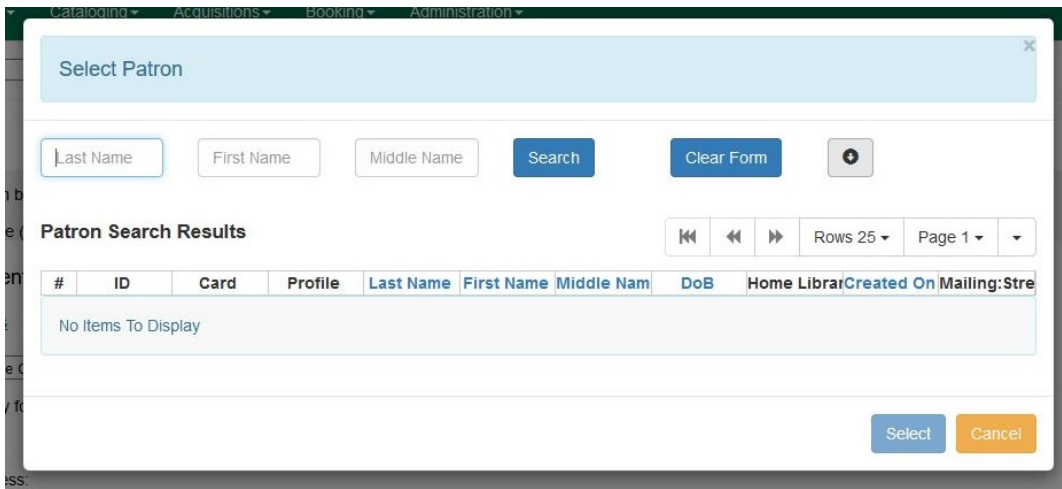 Cataloging Acquisitions Booking Administration
×
Select Patron
Last Name First Name Middle Name Search Clear Form
Patron Search Results
Rows 25 Page 1
# ID Card Profile Last Name First Name Middle Nam DoB Home Librar Created On Mailing:Stre
No Items To Display
Select Cancel
ess: